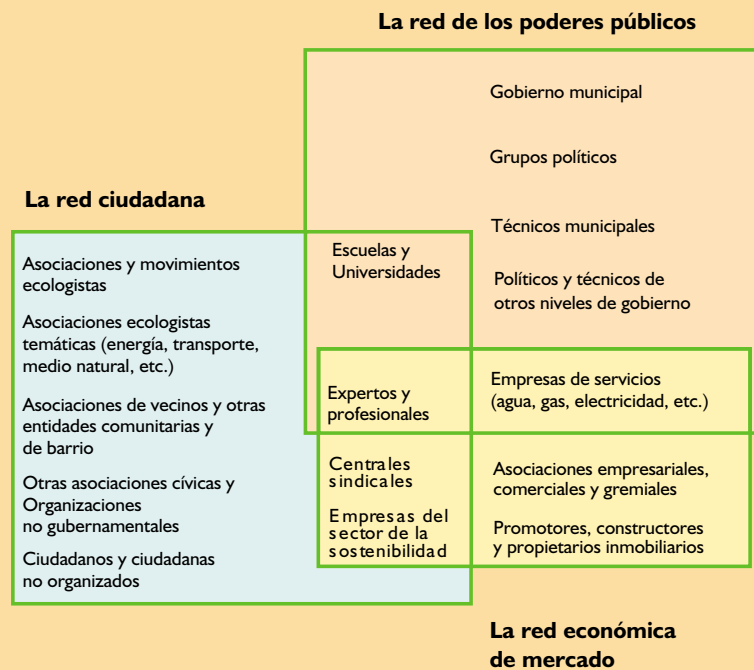 La red de los poderes públicos
Gobierno municipal
Grupos políticos
Técnicos municipales
Políticos y técnicos de
otros niveles de gobierno
La red ciudadana
Asociaciones y movimientos
ecologistas
Asociaciones ecologistas
temáticas (energía, transporte,
medio natural, etc.)
Asociaciones de vecinos y otras
entidades comunitarias y
de barrio
Otras asociaciones cívicas y
Organizaciones
no gubernamentales
Ciudadanos y ciudadanas
no organizados
Escuelas y
Universidades
Expertos y
profesionales
Centrales
sindicales
Empresas del
sector de la
sostenibilidad
Empresas de servicios
(agua, gas, electricidad, etc.)
Asociaciones empresariales,
comerciales y gremiales
Promotores, constructores
y propietarios inmobiliarios
La red económica
de mercado